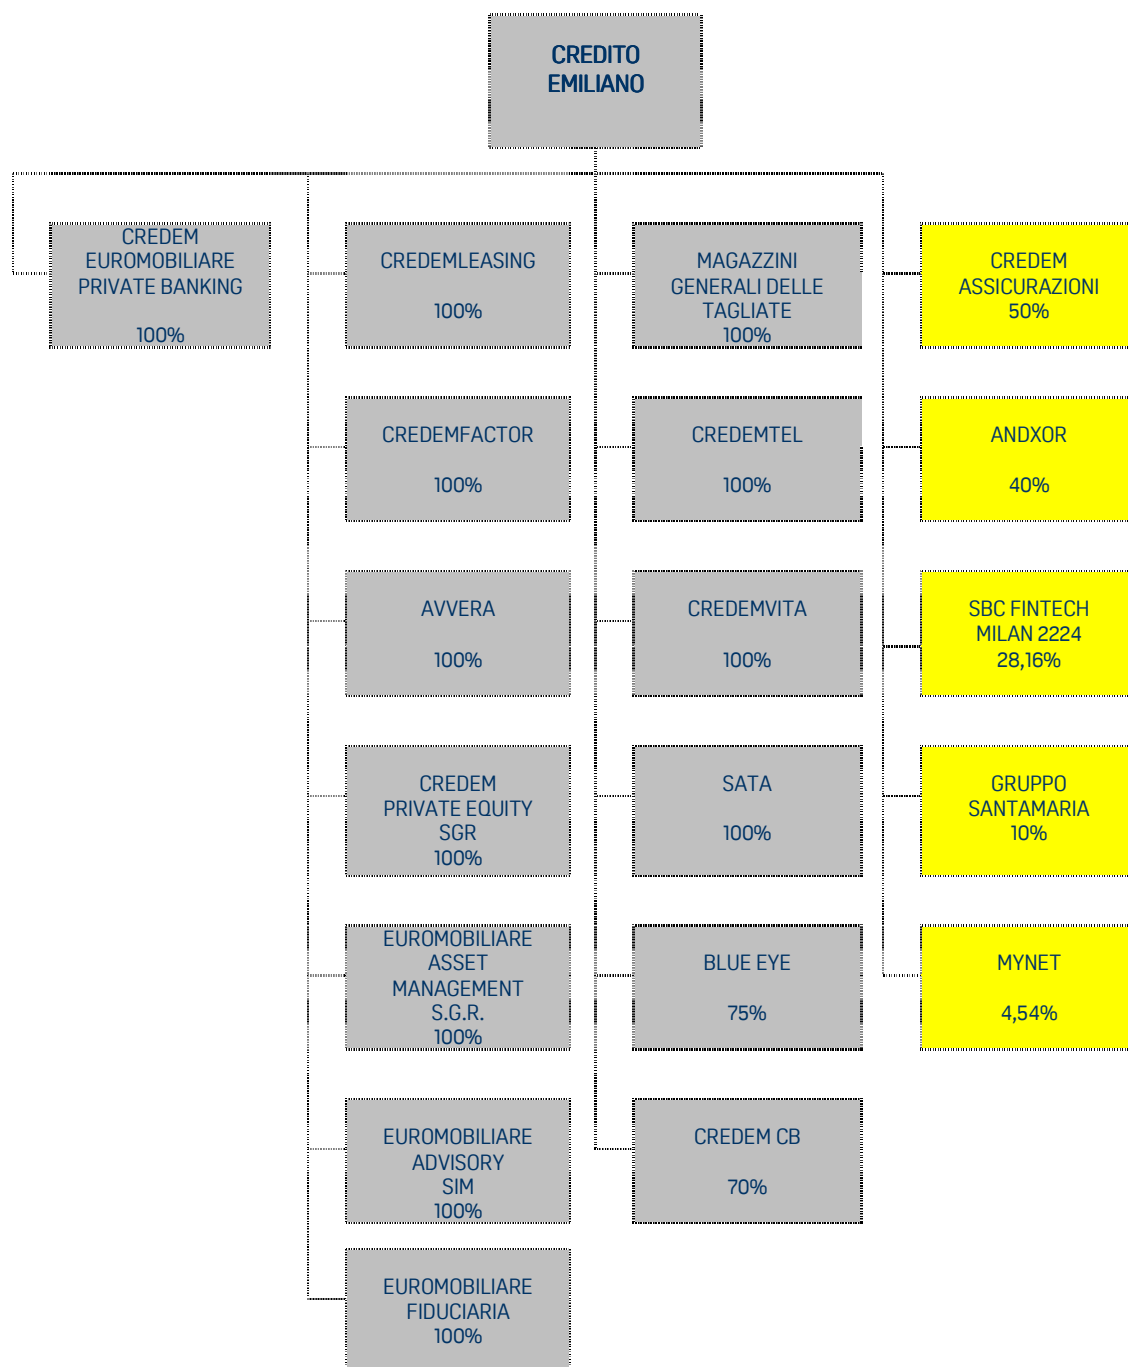 CREDITO
EMILIANO
CREDEM
EUROMOBILIARE
PRIVATE BANKING
100%
CREDEMLEASING
100%
MAGAZZINI
GENERALI DELLE
TAGLIATE
100%
CREDEM
ASSICURAZIONI
50%
CREDEMFACTOR
100%
CREDEMTEL
100%
ANDXOR
40%
AVVERA
100%
CREDEMVITA
100%
SBC FINTECH
MILAN 2224
28,16%
CREDEM
PRIVATE EQUITY
SGR
100%
SATA
100%
GRUPPO
SANTAMARIA
10%
EUROMOBILIARE
ASSET
MANAGEMENT
S.G.R.
100%
BLUE EYE
75%
MYNET
4,54%
EUROMOBILIARE
ADVISORY
SIM
100%
CREDEM CB
70%
EUROMOBILIARE
FIDUCIARIA
100%